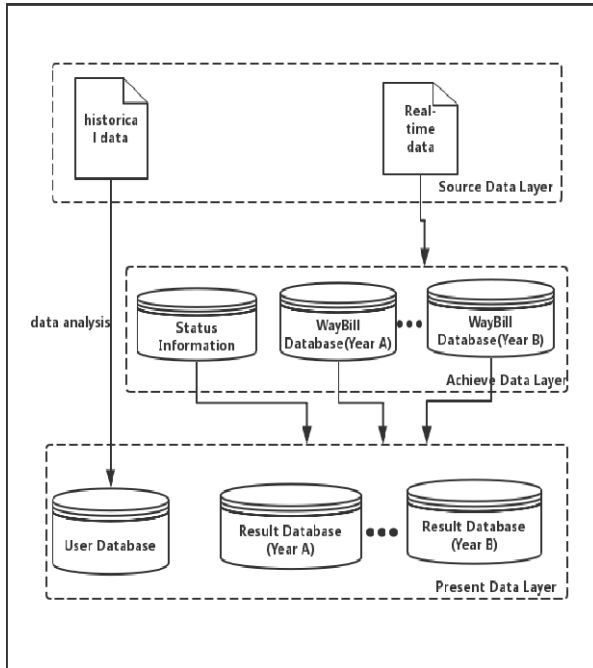 historica
l data
Real-
time
data
Source Data Layer
data analysis
Status
Information
WayBill
Database(Year A)
WayBill
Database(Year B)
Achieve Data Layer
User Database
Result Database
(Year A)
Result Database
(Year B)
Present Data Layer